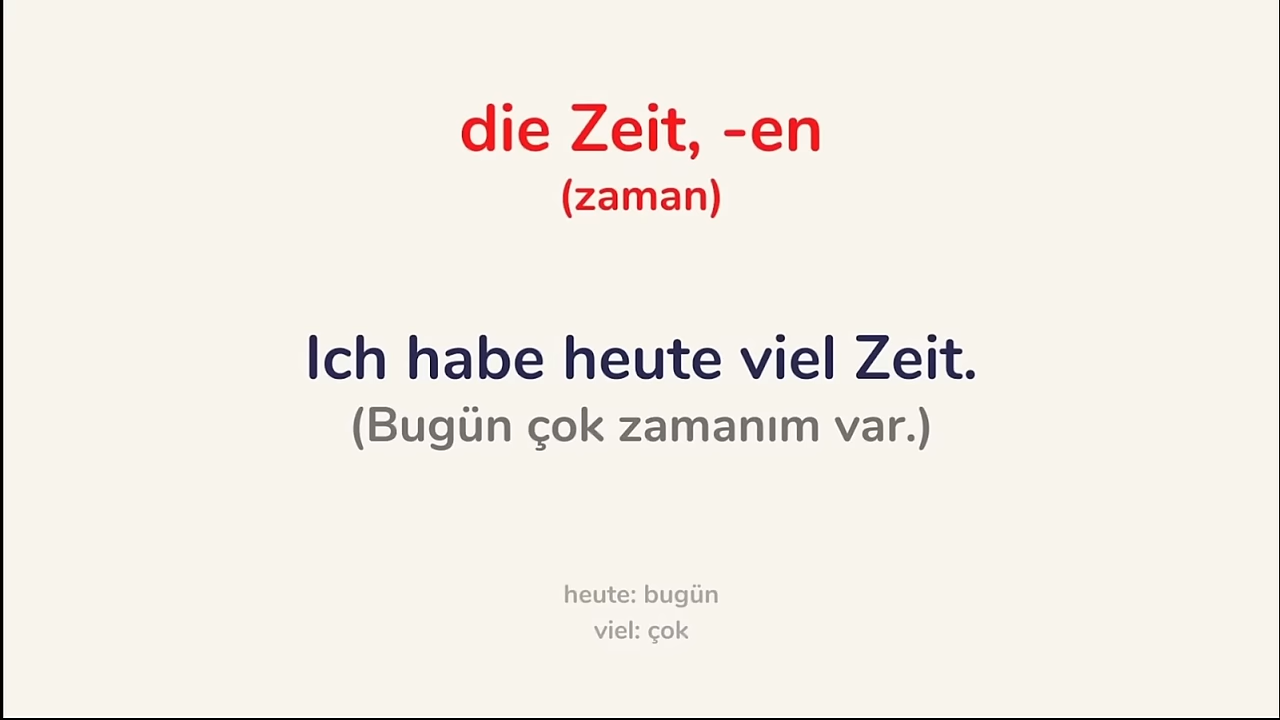 die Zeit, -en
(zaman)
Ich habe heute viel Zeit.
(Bugün çok zamanım var.)
heute: bugün
viel: çok